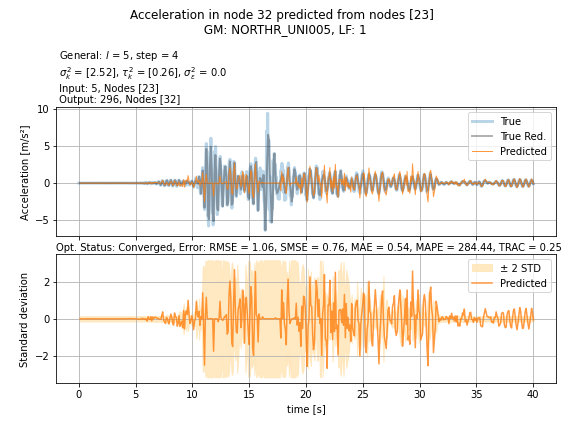 Acceleration in node 32 predicted from nodes [23]
GM: NORTHR_UNI005, LF: 1
General: l = 5, step = 4
σ²ₖ = [2.52], τ²ₖ = [0.26], σ²ε = 0.0
Input: 5, Nodes [23]
Output: 296, Nodes [32]
Acceleration [m/s²]
10
5
0
−5
True
True Red.
Predicted
Opt. Status: Converged, Error: RMSE = 1.06, SMSE = 0.76, MAE = 0.54, MAPE = 284.44, TRAC = 0.25
Standard deviation
2
0
−2
± 2 STD
Predicted
0 5 10 15 20 25 30 35 40
time [s]